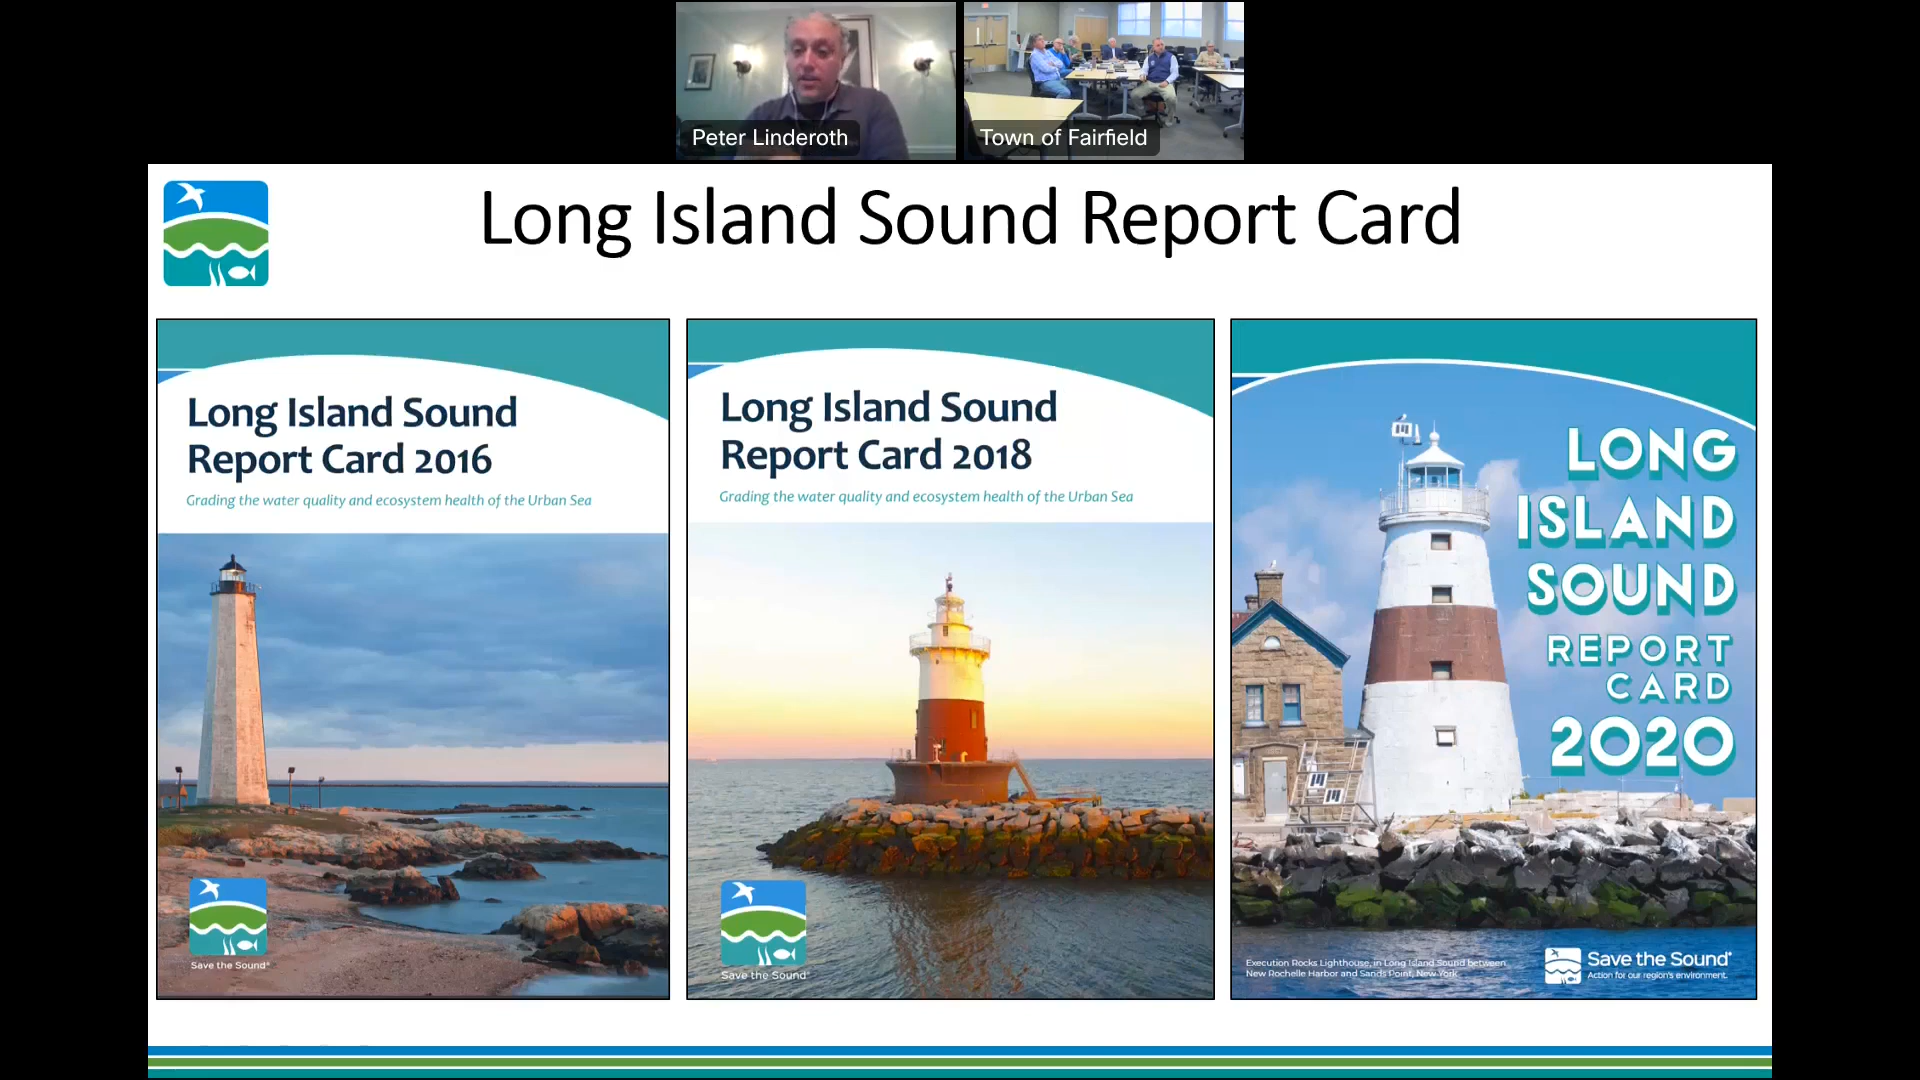 Peter Linderoth
Town of Fairfield
Long Island Sound Report Card
Long Island Sound
Report Card 2016
Grading the water quality and ecosystem health of the Urban Sea
Save the Sound®
Long Island Sound
Report Card 2018
Grading the water quality and ecosystem health of the Urban Sea
Save the Sound®
LONG
ISLAND
SOUND
REPORT
CARD
2020
Execution Rocks Lighthouse, in Long Island Sound between
New Rochelle Harbor and Sands Point, New York
Save the Sound®
Action for our region's environment.